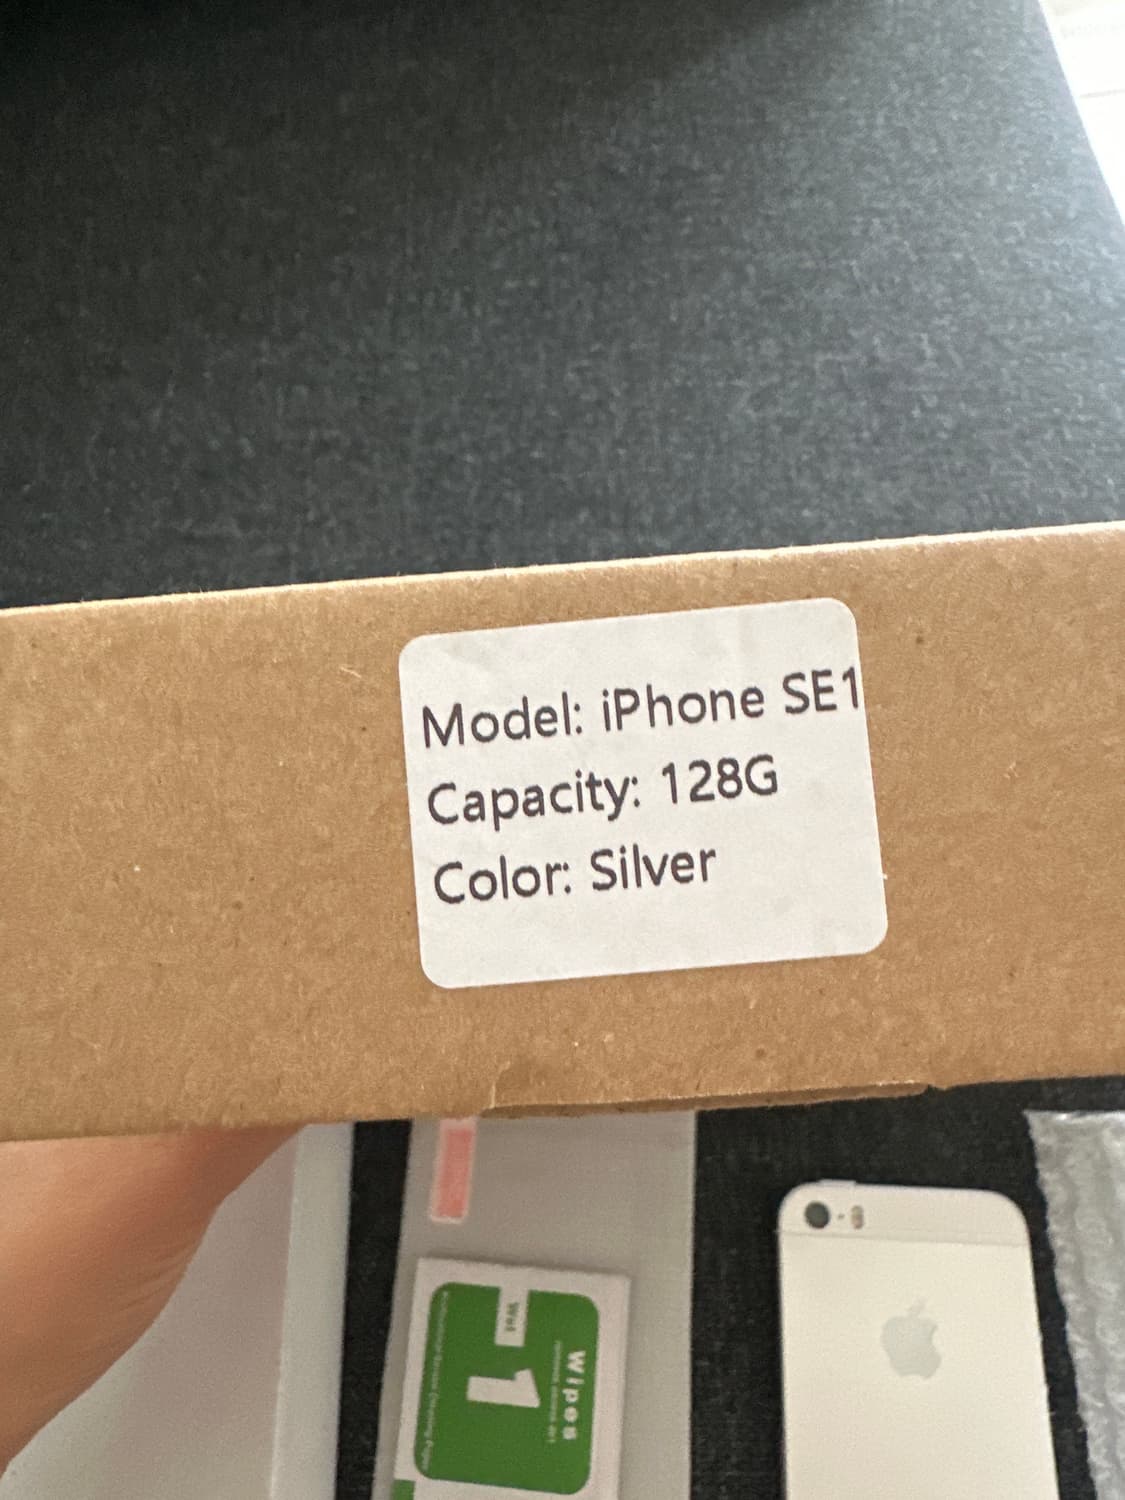 Model: iPhone SE1
Capacity: 128G
Color: Silver
Wet
1
Wipes